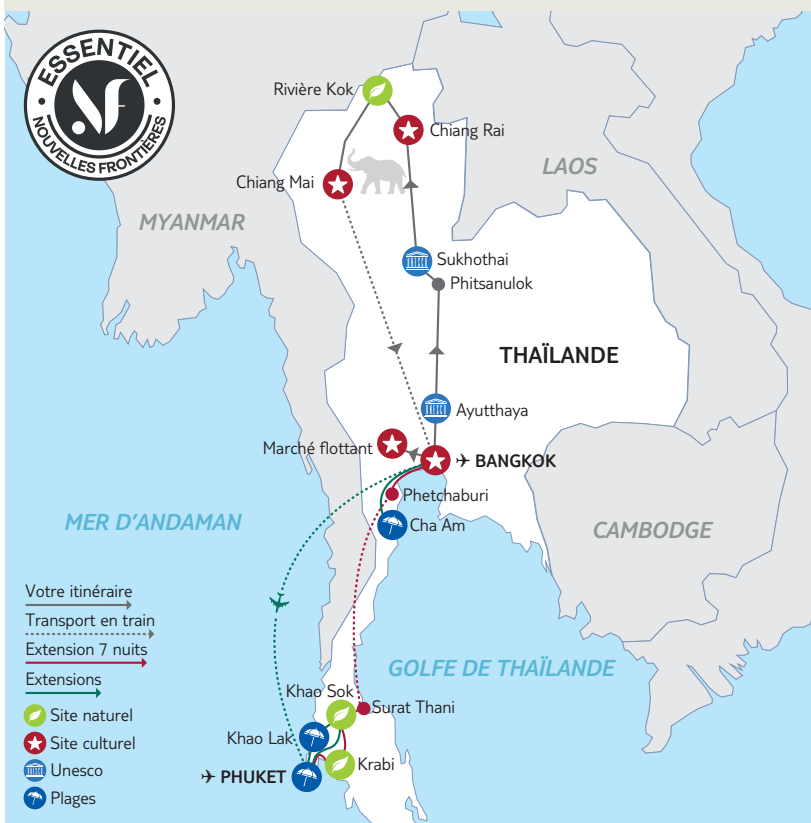 ESSENTIEL
NF
NOUVELLES FRONTIÈRES
Rivière Kok
Chiang Rai
LAOS
Chiang Mai
MYANMAR
Sukhothai
Phitsanulok
THAÏLANDE
Ayutthaya
Marché flottant
BANGKOK
Phetchaburi
MER D'ANDAMAN
Cha Am
CAMBODGE
Votre itinéraire
Transport en train
Extension 7 nuits
Extensions
Site naturel
Site culturel
Unesco
Plages
GOLFE DE THAÏLANDE
Khao Sok
Surat Thani
Khao Lak
Krabi
PHUKET